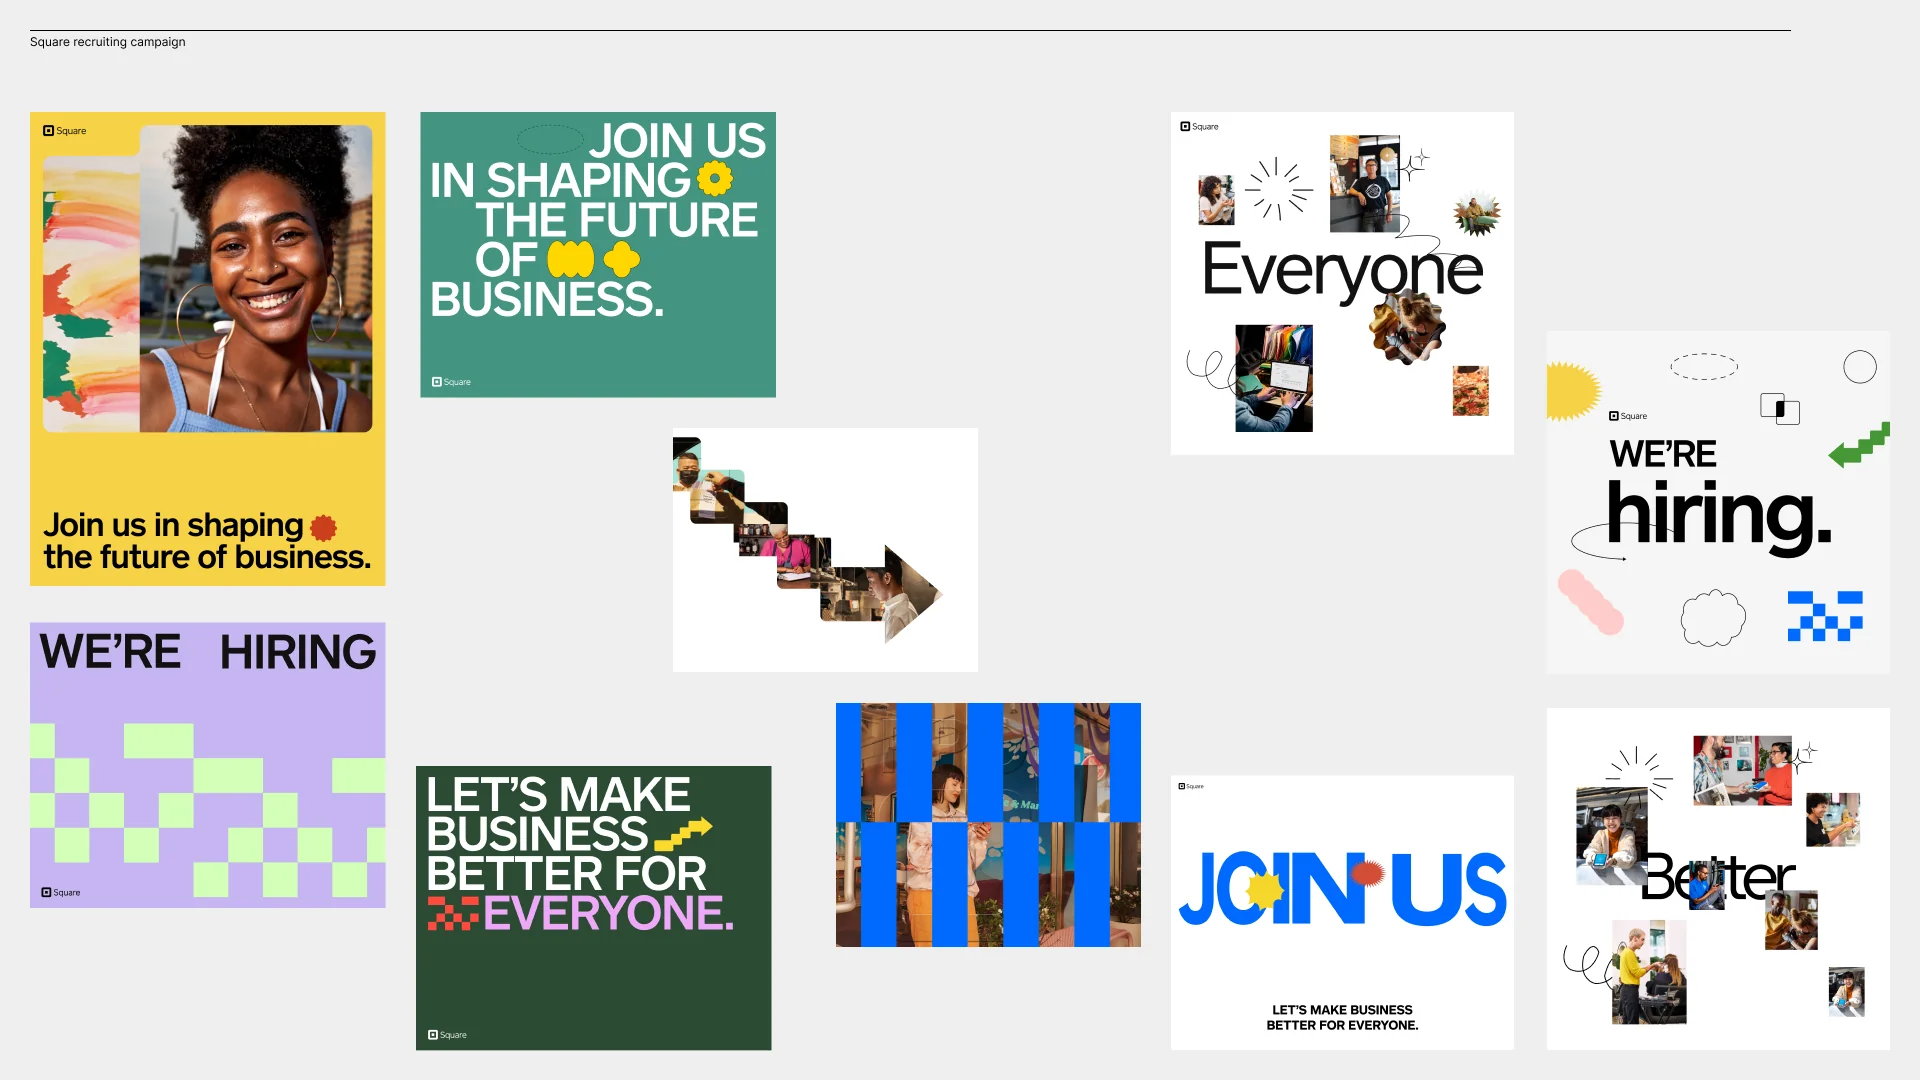 Square recruiting campaign
Square
Join us in shaping
the future of business.
JOIN US
IN SHAPING
THE FUTURE
OF
BUSINESS.
Square
Square
Everyone
Square
WE’RE
hiring.
WE’RE HIRING
Square
LET’S MAKE
BUSINESS
BETTER FOR
EVERYONE.
Square
& Mar
Square
JOIN US
LET’S MAKE BUSINESS
BETTER FOR EVERYONE.
Better